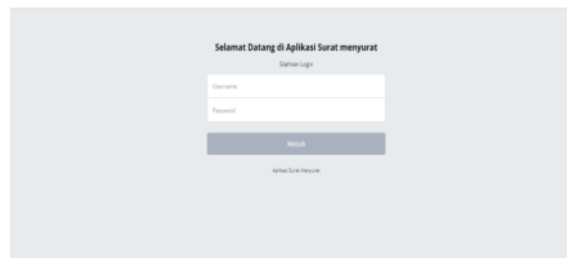 Selamat Datang di Aplikasi Surat menyurat
Silahkan Login
Username
Password
Masuk
Aplikasi Surat Menyurat